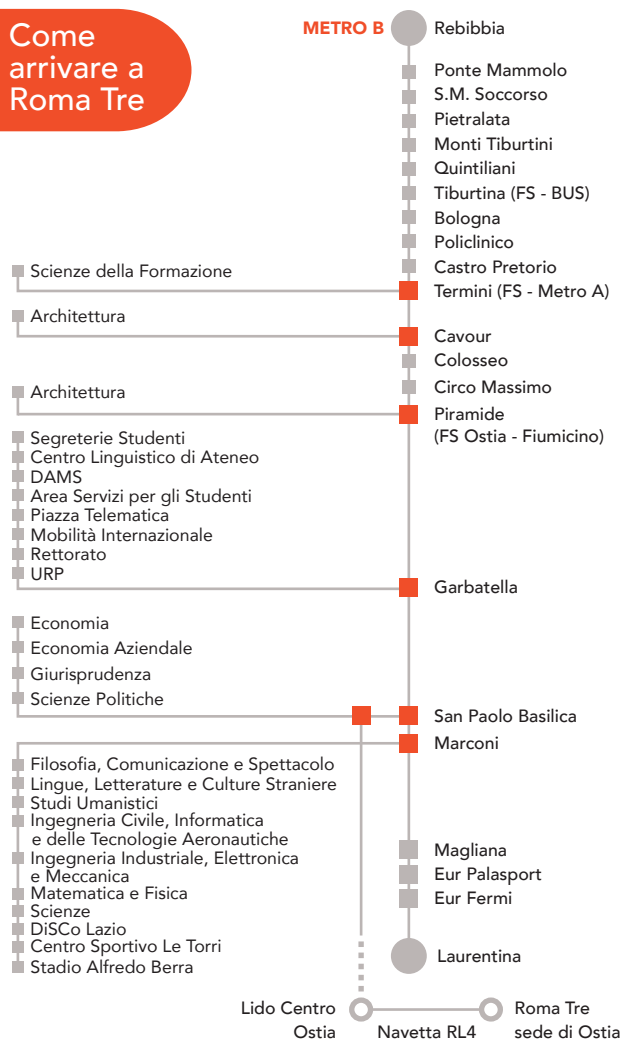 Come
arrivare a
Roma Tre
METRO B
Rebibbia
Ponte Mammolo
S.M. Soccorso
Pietralata
Monti Tiburtini
Quintiliani
Tiburtina (FS - BUS)
Bologna
Policlinico
Castro Pretorio
Scienze della Formazione
Termini (FS - Metro A)
Architettura
Cavour
Colosseo
Circo Massimo
Architettura
Piramide
(FS Ostia - Fiumicino)
Segreterie Studenti
Centro Linguistico di Ateneo
DAMS
Area Servizi per gli Studenti
Piazza Telematica
Mobilità Internazionale
Rettorato
URP
Garbatella
Economia
Economia Aziendale
Giurisprudenza
Scienze Politiche
San Paolo Basilica
Marconi
Filosofia, Comunicazione e Spettacolo
Lingue, Letterature e Culture Straniere
Studi Umanistici
Ingegneria Civile, Informatica
e delle Tecnologie Aeronautiche
Ingegneria Industriale, Elettronica
e Meccanica
Matematica e Fisica
Scienze
DiSCo Lazio
Centro Sportivo Le Torri
Stadio Alfredo Berra
Magliana
Eur Palasport
Eur Fermi
Laurentina
Lido Centro
Ostia
Navetta RL4
Roma Tre
sede di Ostia